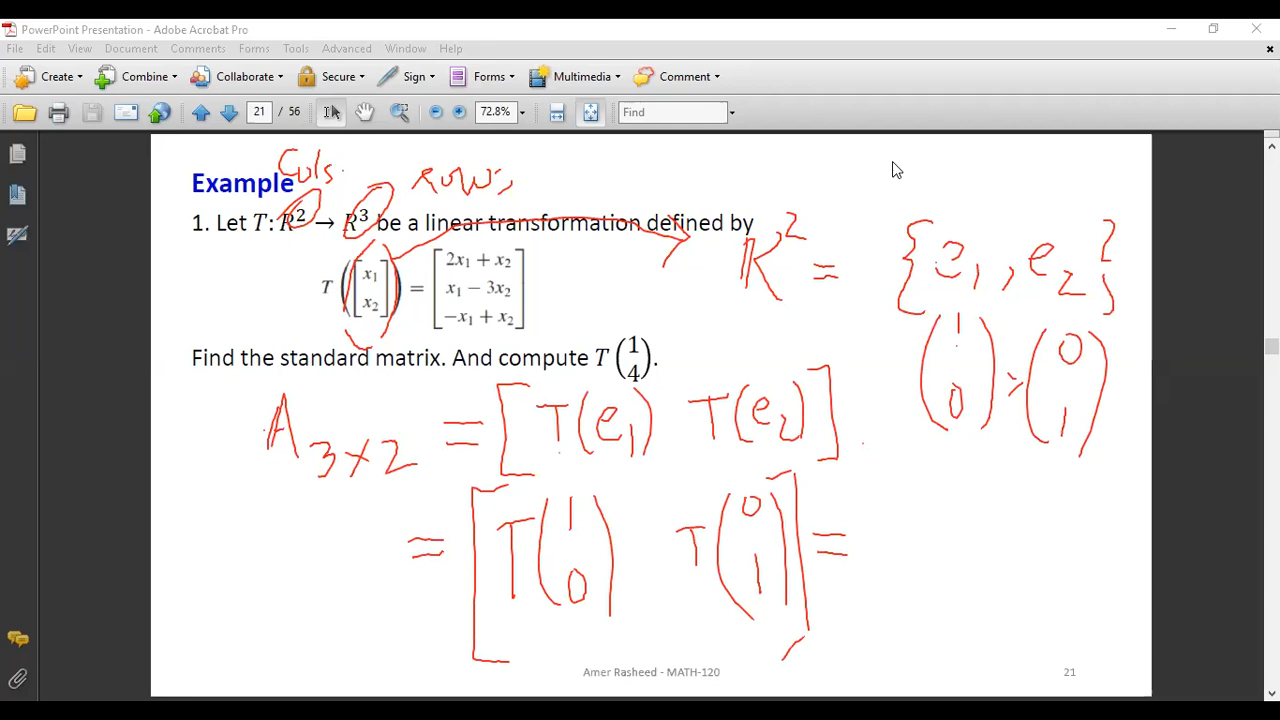 PowerPoint Presentation - Adobe Acrobat Pro
File Edit View Document Comments Forms Tools Advanced Window Help
Create Combine Collaborate Secure Sign Forms Multimedia Comment
21 / 56 72.8% Find
Cols. rows,
Example
1. Let T: R² → R³ be a linear transformation defined by
T([x₁ x₂]) = [2x₁ + x₂
x₁ − 3x₂
−x₁ + x₂]
R² = {e₁, e₂}
(1 0), (0 1)
Find the standard matrix. And compute T(1 4).
A 3×2 = [T(e₁) T(e₂)]
= [T(1 0) T(0 1)] =
Amer Rasheed - MATH-120 21